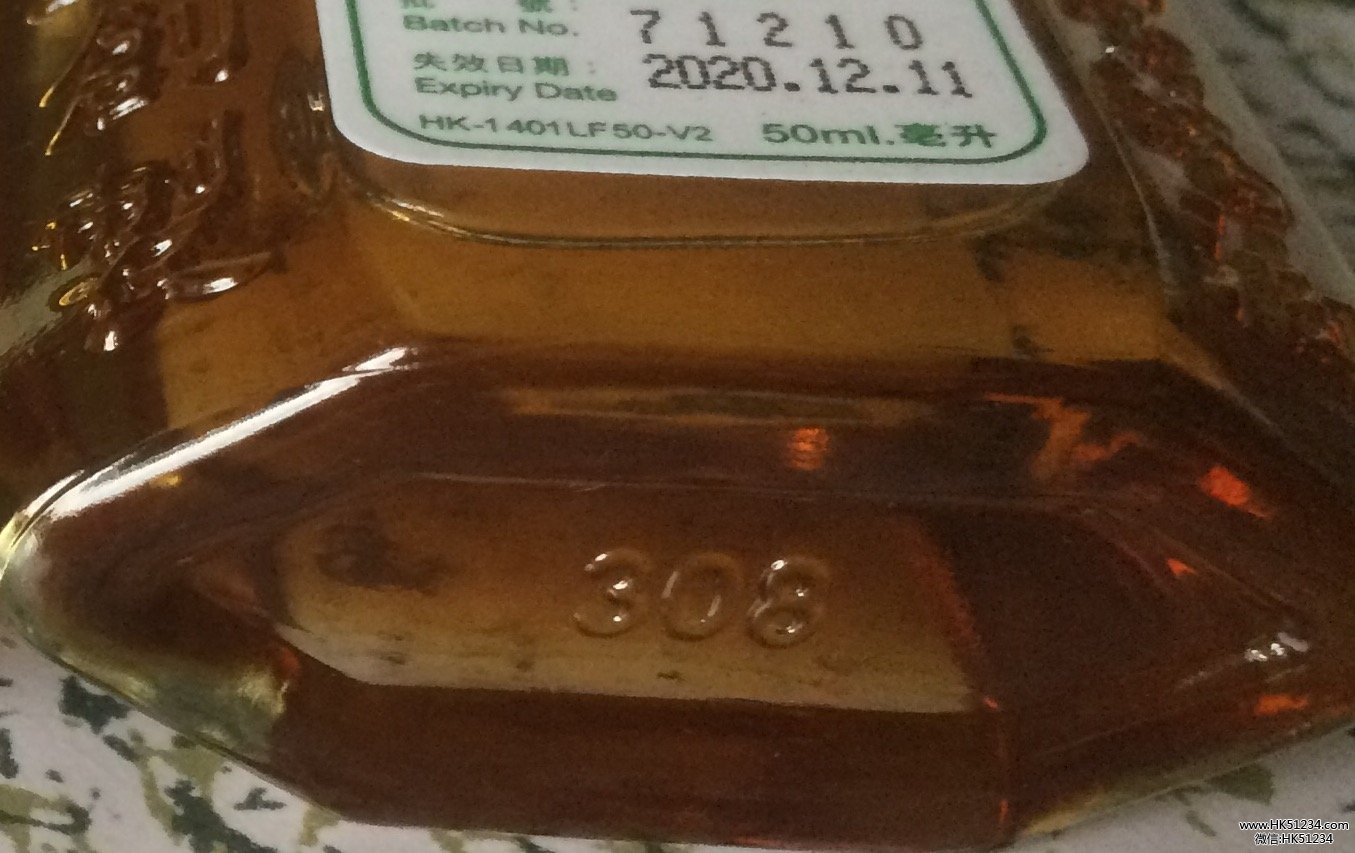 號:
Batch No. 71210
失效日期: 2020.12.11
Expiry Date
HK-1401LF50-V2 50ml.毫升
308
www.HK51234.com
微信:HK51234